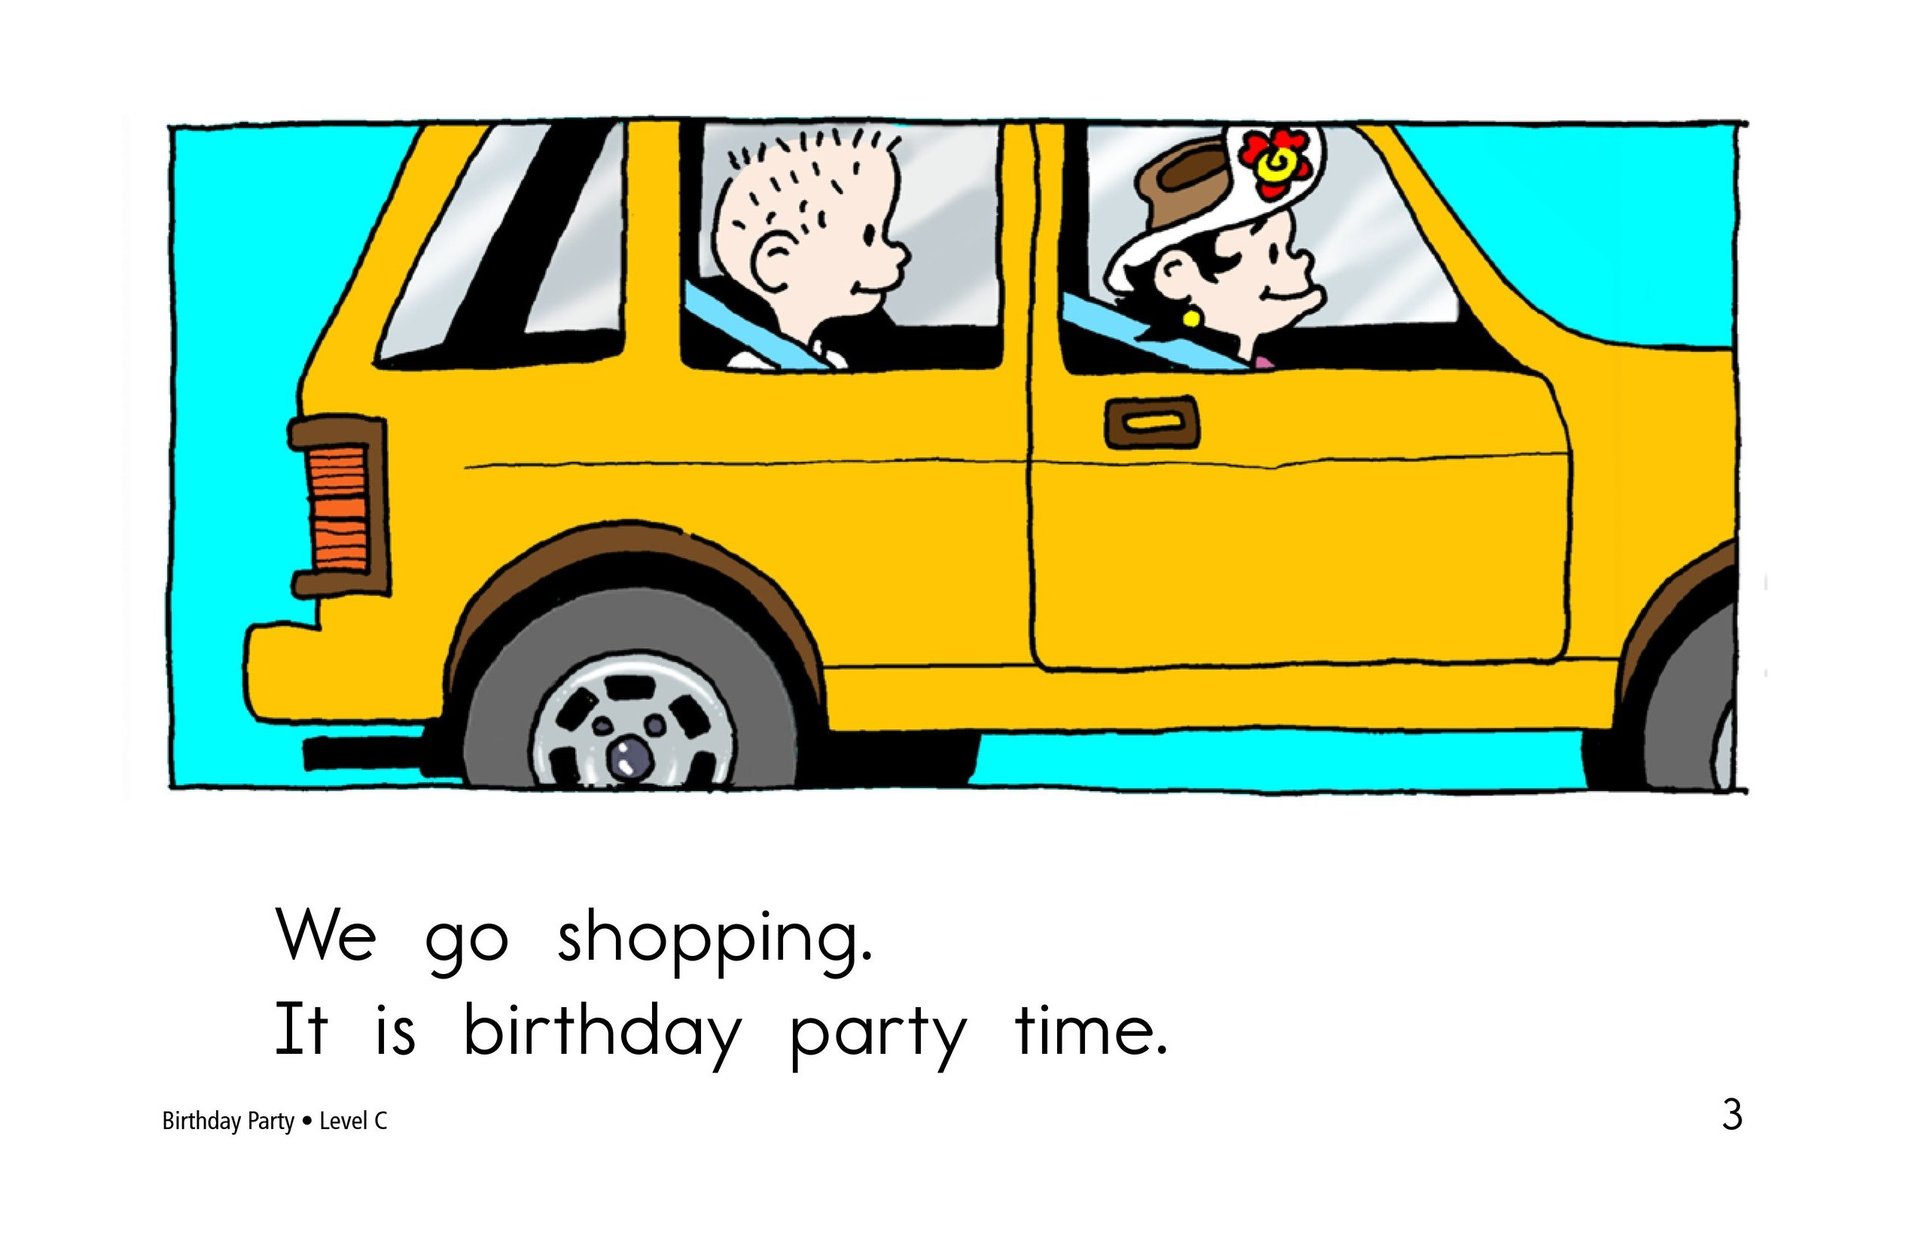 We go shopping.
It is birthday party time.
Birthday Party • Level C
3